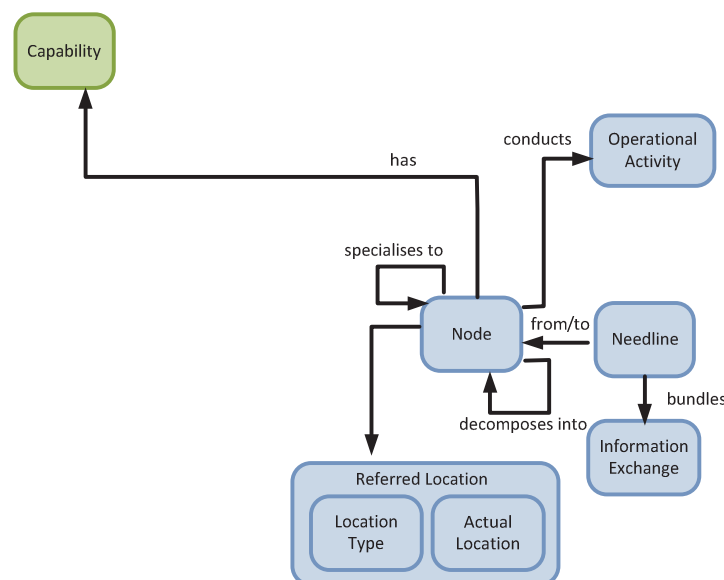 Capability
conducts
Operational
Activity
has
specialises to
from/to
Node
Needline
bundles
decomposes into
Information
Exchange
Referred Location
Location
Type
Actual
Location